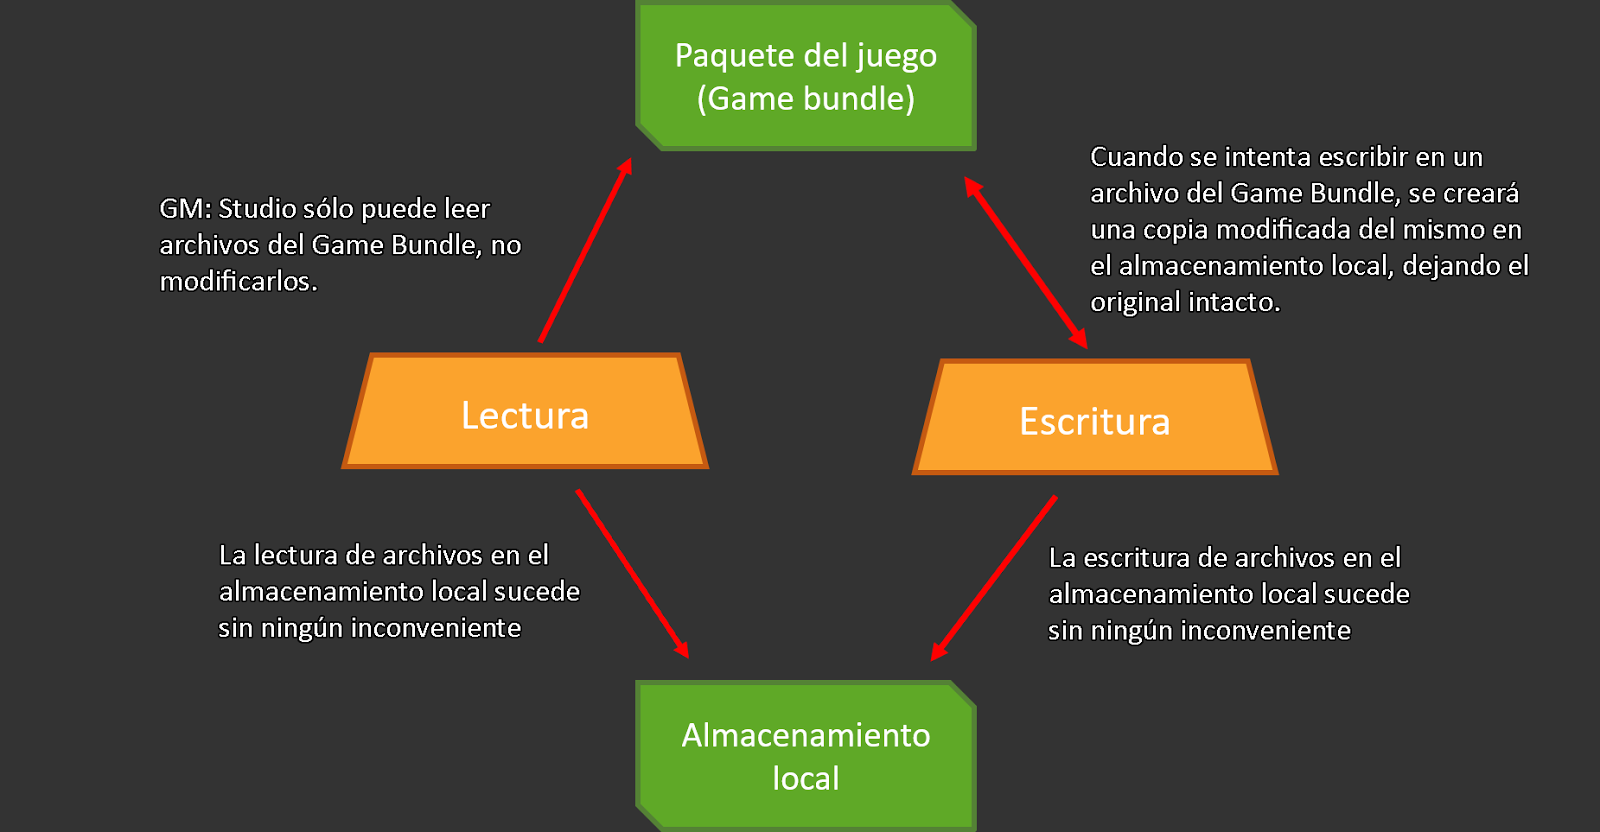 Paquete del juego
(Game bundle)
Cuando se intenta escribir en un
archivo del Game Bundle, se creará
una copia modificada del mismo en
el almacenamiento local, dejando el
original intacto.
GM: Studio sólo puede leer
archivos del Game Bundle, no
modificarlos.
Lectura
Escritura
La lectura de archivos en el
almacenamiento local sucede
sin ningún inconveniente
La escritura de archivos en el
almacenamiento local sucede
sin ningún inconveniente
Almacenamiento
local